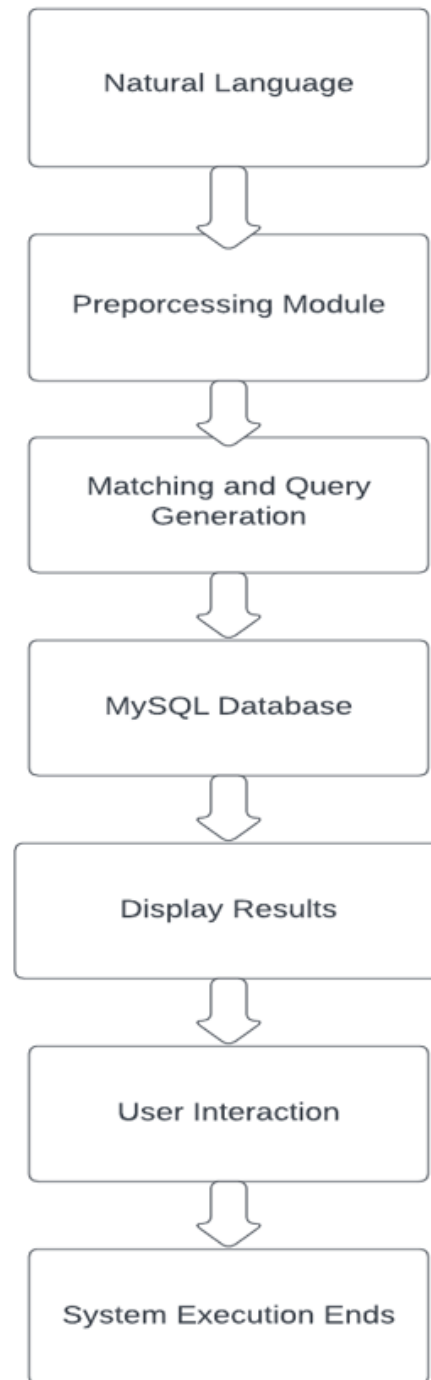 Natural Language
Preporcessing Module
Matching and Query
Generation
MySQL Database
Display Results
User Interaction
System Execution Ends